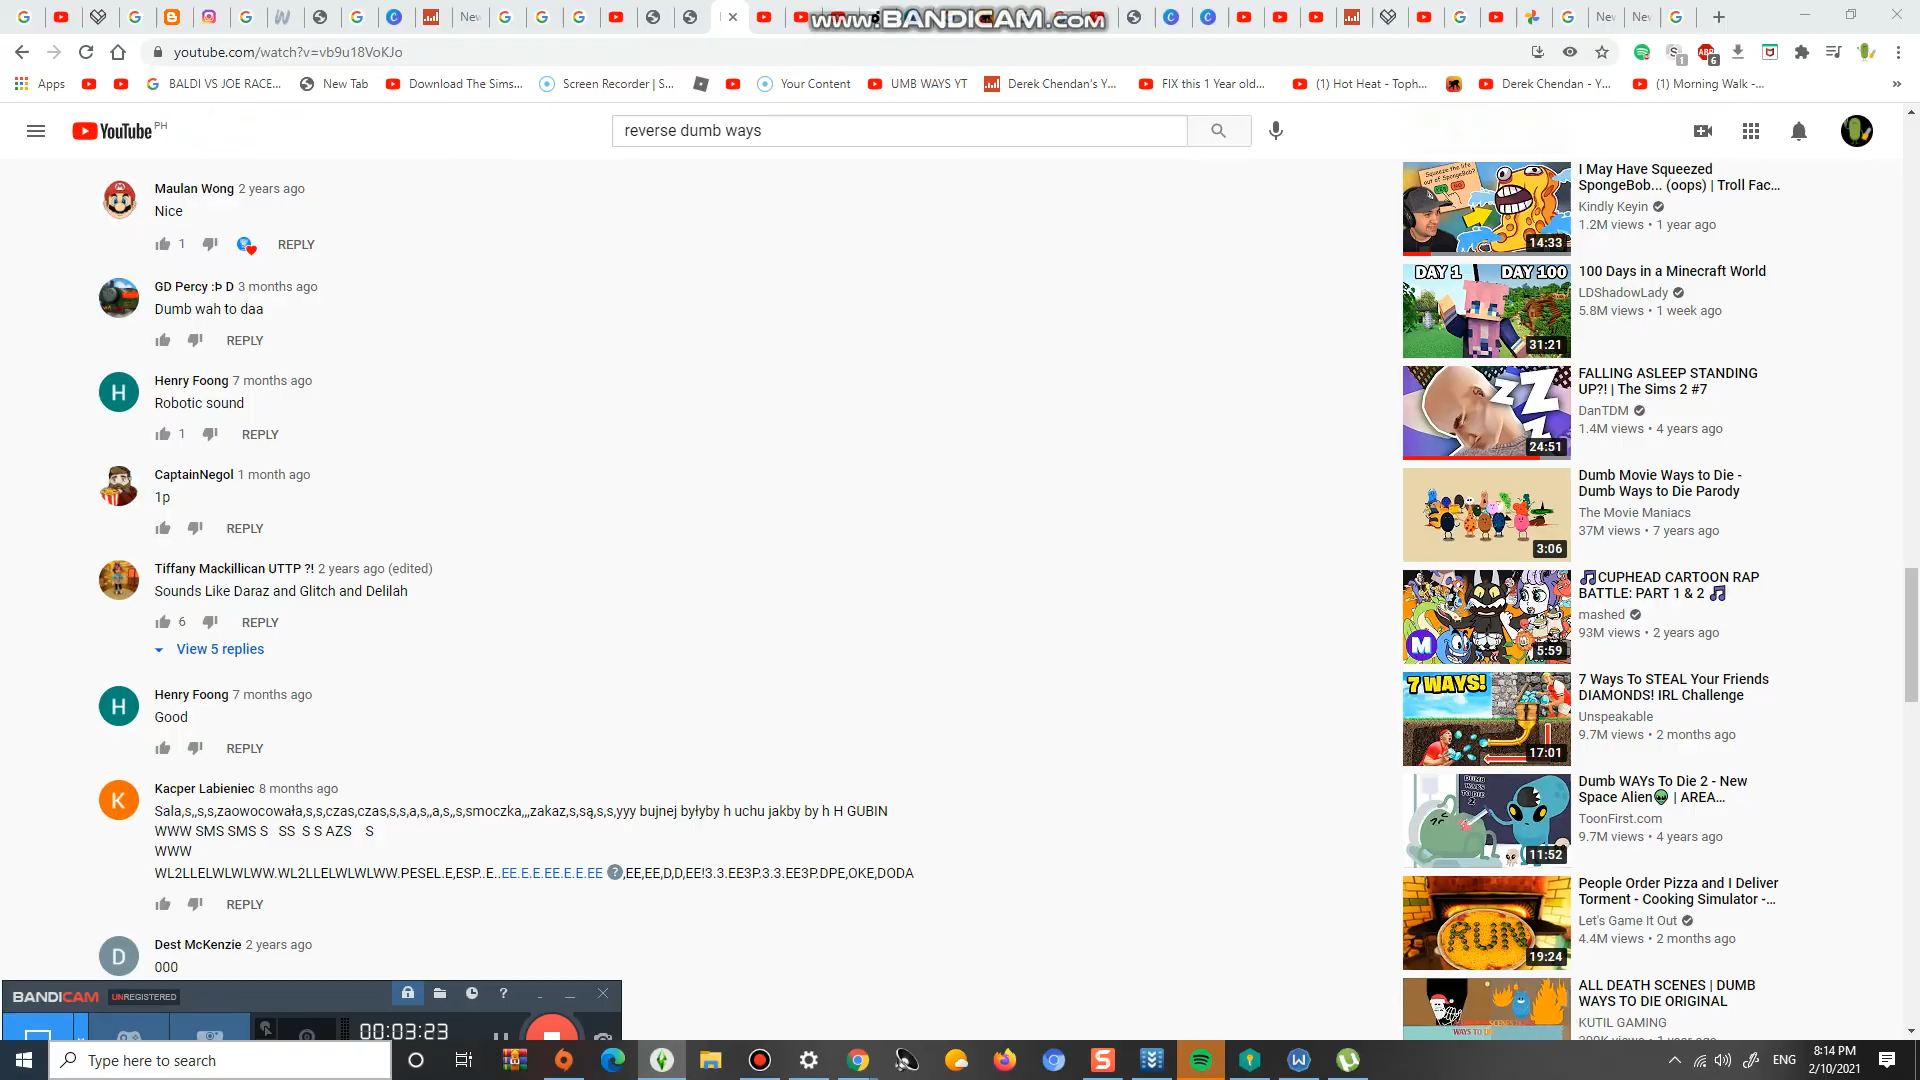 www.BANDICAM.com
New
New
New
youtube.com/watch?v=vb9u18VoKJo
Apps
BALDI VS JOE RACE...
New Tab
Download The Sims...
Screen Recorder | S...
Your Content
UMB WAYS YT
Derek Chendan's Y...
FIX this 1 Year old...
(1) Hot Heat - Toph...
Derek Chendan - Y...
(1) Morning Walk -...
YouTube PH
reverse dumb ways
Maulan Wong 2 years ago
Nice
1
REPLY
GD Percy :Þ D 3 months ago
Dumb wah to daa
REPLY
Henry Foong 7 months ago
Robotic sound
1
REPLY
CaptainNegol 1 month ago
1p
REPLY
Tiffany Mackillican UTTP ?! 2 years ago (edited)
Sounds Like Daraz and Glitch and Delilah
6
REPLY
View 5 replies
Henry Foong 7 months ago
Good
REPLY
Kacper Labieniec 8 months ago
Sala,s,,s,s,zaowocowała,s,s,czas,czas,s,s,a,s,,a,s,,s,smoczka,,,zakaz,s,są,s,s,yyy bujnej byłyby h uchu jakby by h H GUBIN
WWW SMS SMS S SS S S AZS S
WWW
WL2LLELWLWLWW.WL2LLELWLWLWW.PESEL.E,ESP..E..EE.E.E.EE.E.E.EE ?,EE,EE,D,D,EE!3.3.EE3P.3.3.EE3P.DPE,OKE,DODA
REPLY
Dest McKenzie 2 years ago
000
I May Have Squeezed
SpongeBob... (oops) | Troll Fac...
Kindly Keyin
1.2M views • 1 year ago
14:33
DAY 1 DAY 100
31:21
100 Days in a Minecraft World
LDShadowLady
5.8M views • 1 week ago
FALLING ASLEEP STANDING
UP?! | The Sims 2 #7
DanTDM
1.4M views • 4 years ago
24:51
Dumb Movie Ways to Die -
Dumb Ways to Die Parody
The Movie Maniacs
37M views • 7 years ago
3:06
🎵CUPHEAD CARTOON RAP
BATTLE: PART 1 & 2 🎵
mashed
93M views • 2 years ago
M
5:59
7 WAYS!
7 Ways To STEAL Your Friends
DIAMONDS! IRL Challenge
Unspeakable
9.7M views • 2 months ago
17:01
Dumb WAYs To Die 2 - New
Space Alien👽 | AREA...
ToonFirst.com
9.7M views • 4 years ago
11:52
RUN
People Order Pizza and I Deliver
Torment - Cooking Simulator -...
Let's Game It Out
4.4M views • 2 months ago
19:24
ALL DEATH SCENES | DUMB
WAYS TO DIE ORIGINAL
KUTIL GAMING
BANDICAM UNREGISTERED
00:03:23
Type here to search
ENG
8:14 PM
2/10/2021